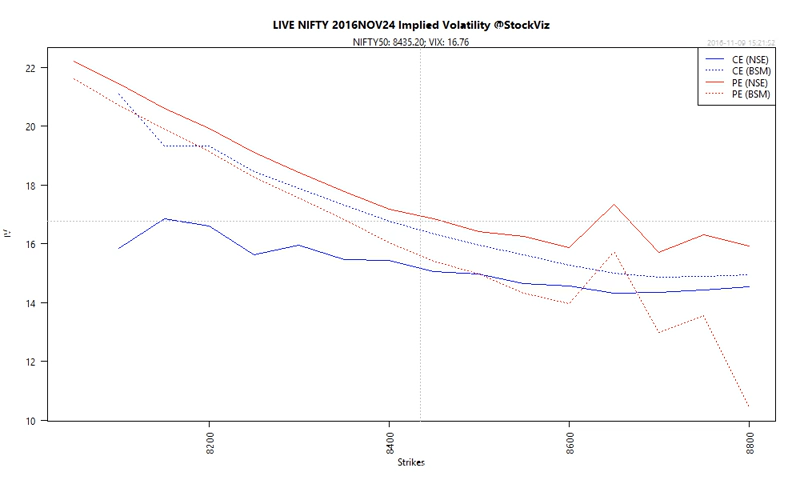 LIVE NIFTY 2016NOV24 Implied Volatility @StockViz
NIFTY50: 8435.20; VIX: 16.76
2016-11-09 15:21:52
CE (NSE)
CE (BSM)
PE (NSE)
PE (BSM)
22
20
18
16
14
12
10
IV
8200
8400
8600
8800
Strikes